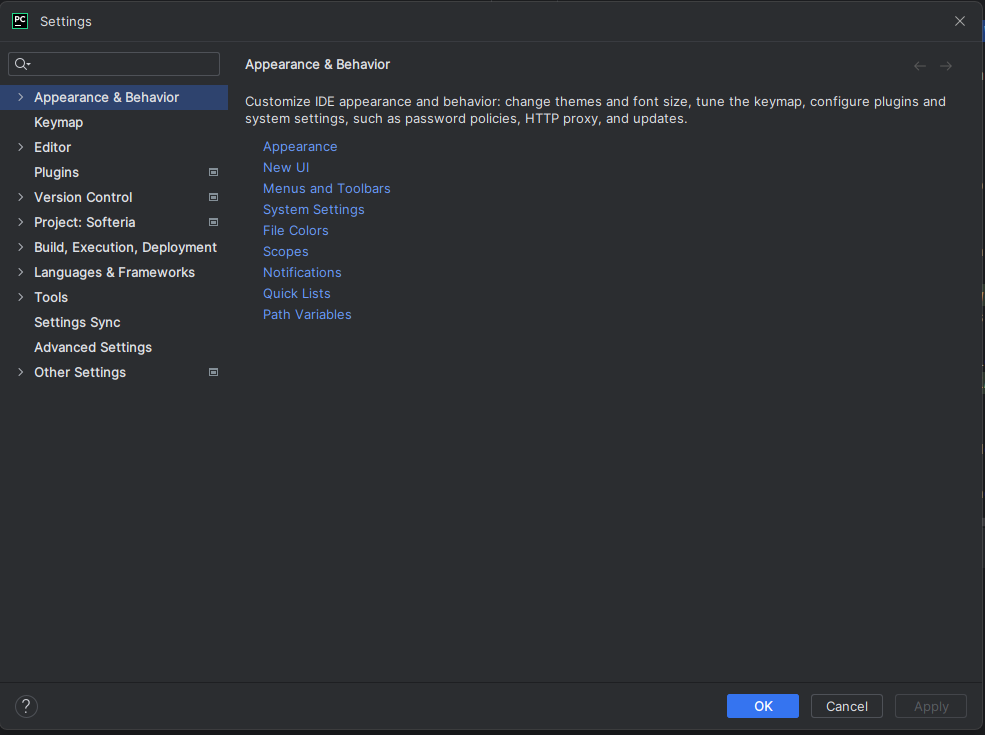 PC Settings
Appearance & Behavior
Keymap
Editor
Plugins
Version Control
Project: Softeria
Build, Execution, Deployment
Languages & Frameworks
Tools
Settings Sync
Advanced Settings
Other Settings
Appearance & Behavior
Customize IDE appearance and behavior: change themes and font size, tune the keymap, configure plugins and
system settings, such as password policies, HTTP proxy, and updates.
Appearance
New UI
Menus and Toolbars
System Settings
File Colors
Scopes
Notifications
Quick Lists
Path Variables
?
OK Cancel Apply